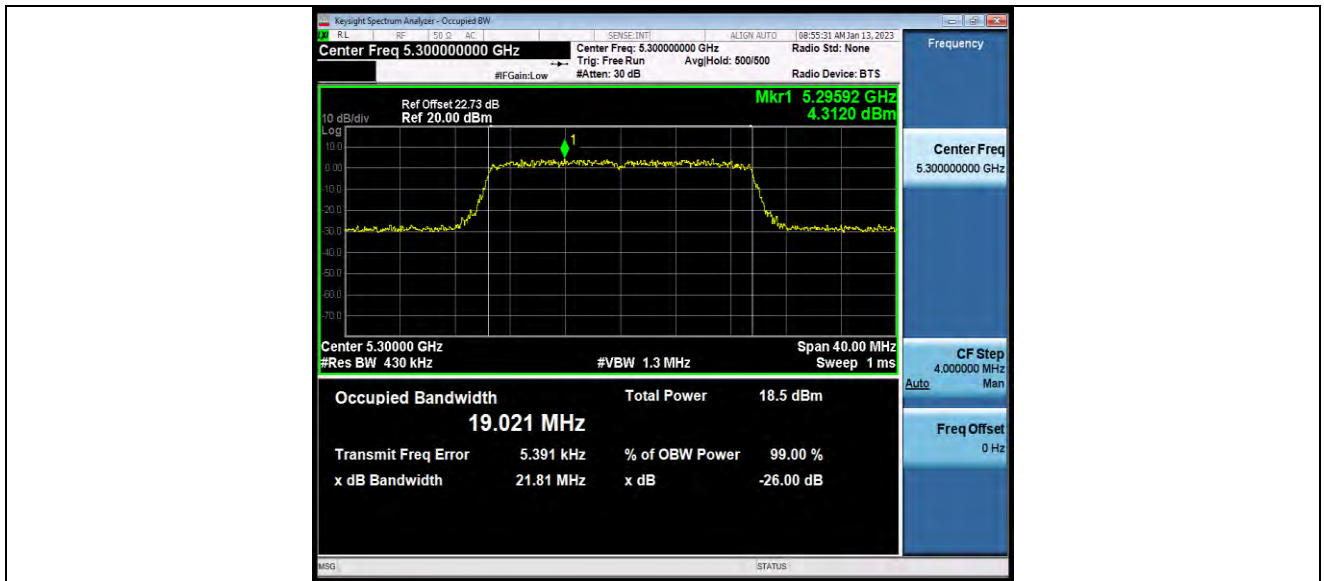 Keysight Spectrum Analyzer - Occupied BW
RL RF 50 Ω AC SENSE:INT ALIGN AUTO 08:55:31 AM Jan 13, 2023
Center Freq 5.300000000 GHz
Center Freq: 5.300000000 GHz
Radio Std: None
Trig: Free Run Avg|Hold: 500/500
#IFGain:Low #Atten: 30 dB Radio Device: BTS
Frequency
Mkr1 5.29592 GHz
4.3120 dBm
Ref Offset 22.73 dB
10 dB/div Ref 20.00 dBm
Log
10.0
0.00
-10.0
-20.0
-30.0
-40.0
-50.0
-60.0
-70.0
1
Center 5.30000 GHz Span 40.00 MHz
#Res BW 430 kHz #VBW 1.3 MHz Sweep 1 ms
Occupied Bandwidth Total Power 18.5 dBm
19.021 MHz
Transmit Freq Error 5.391 kHz % of OBW Power 99.00 %
x dB Bandwidth 21.81 MHz x dB -26.00 dB
Center Freq
5.300000000 GHz
CF Step
4.000000 MHz
Auto Man
Freq Offset
0 Hz
MSG STATUS